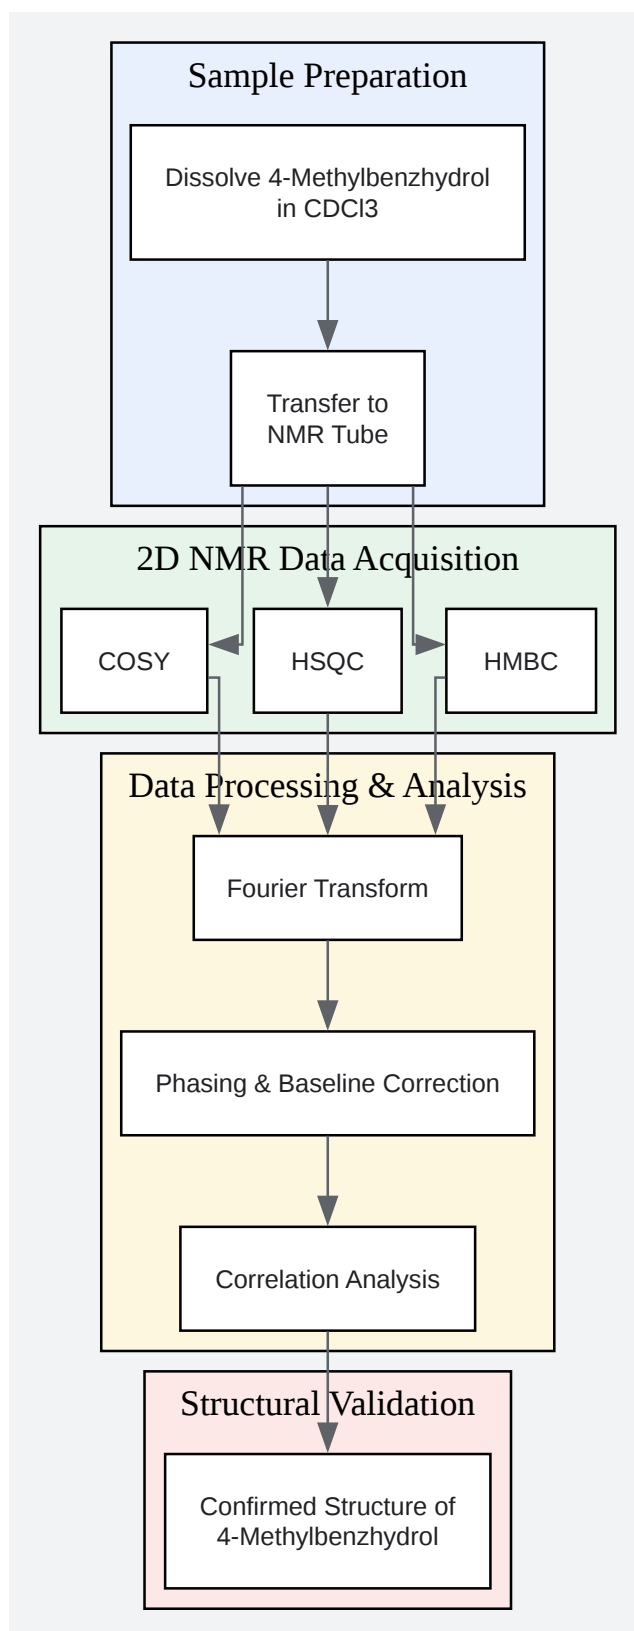 Sample Preparation
Dissolve 4-Methylbenzhydrol
in CDCl3
Transfer to
NMR Tube
2D NMR Data Acquisition
COSY
HSQC
HMBC
Data Processing & Analysis
Fourier Transform
Phasing & Baseline Correction
Correlation Analysis
Structural Validation
Confirmed Structure of
4-Methylbenzhydrol